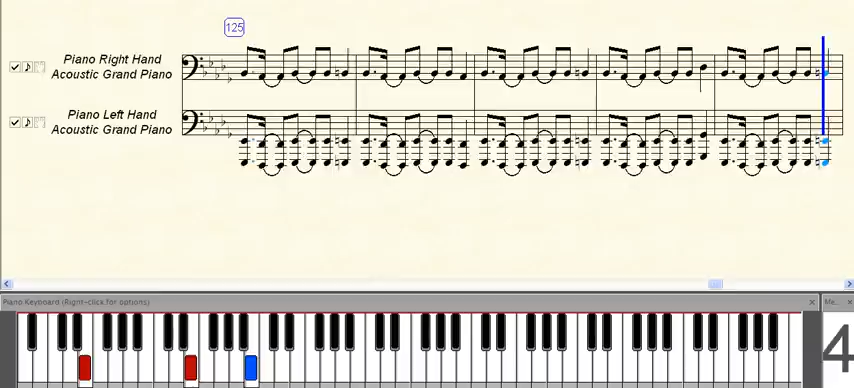 125
Piano Right Hand
Acoustic Grand Piano
Piano Left Hand
Acoustic Grand Piano
Piano Keyboard (Right-click for options)
Me...
4